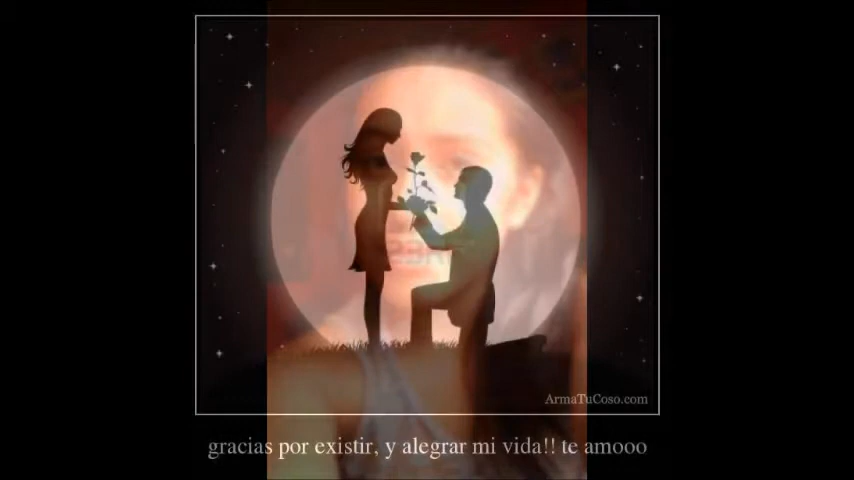 ArmaTuCoso.com
gracias por existir, y alegrar mi vida!! te amooo